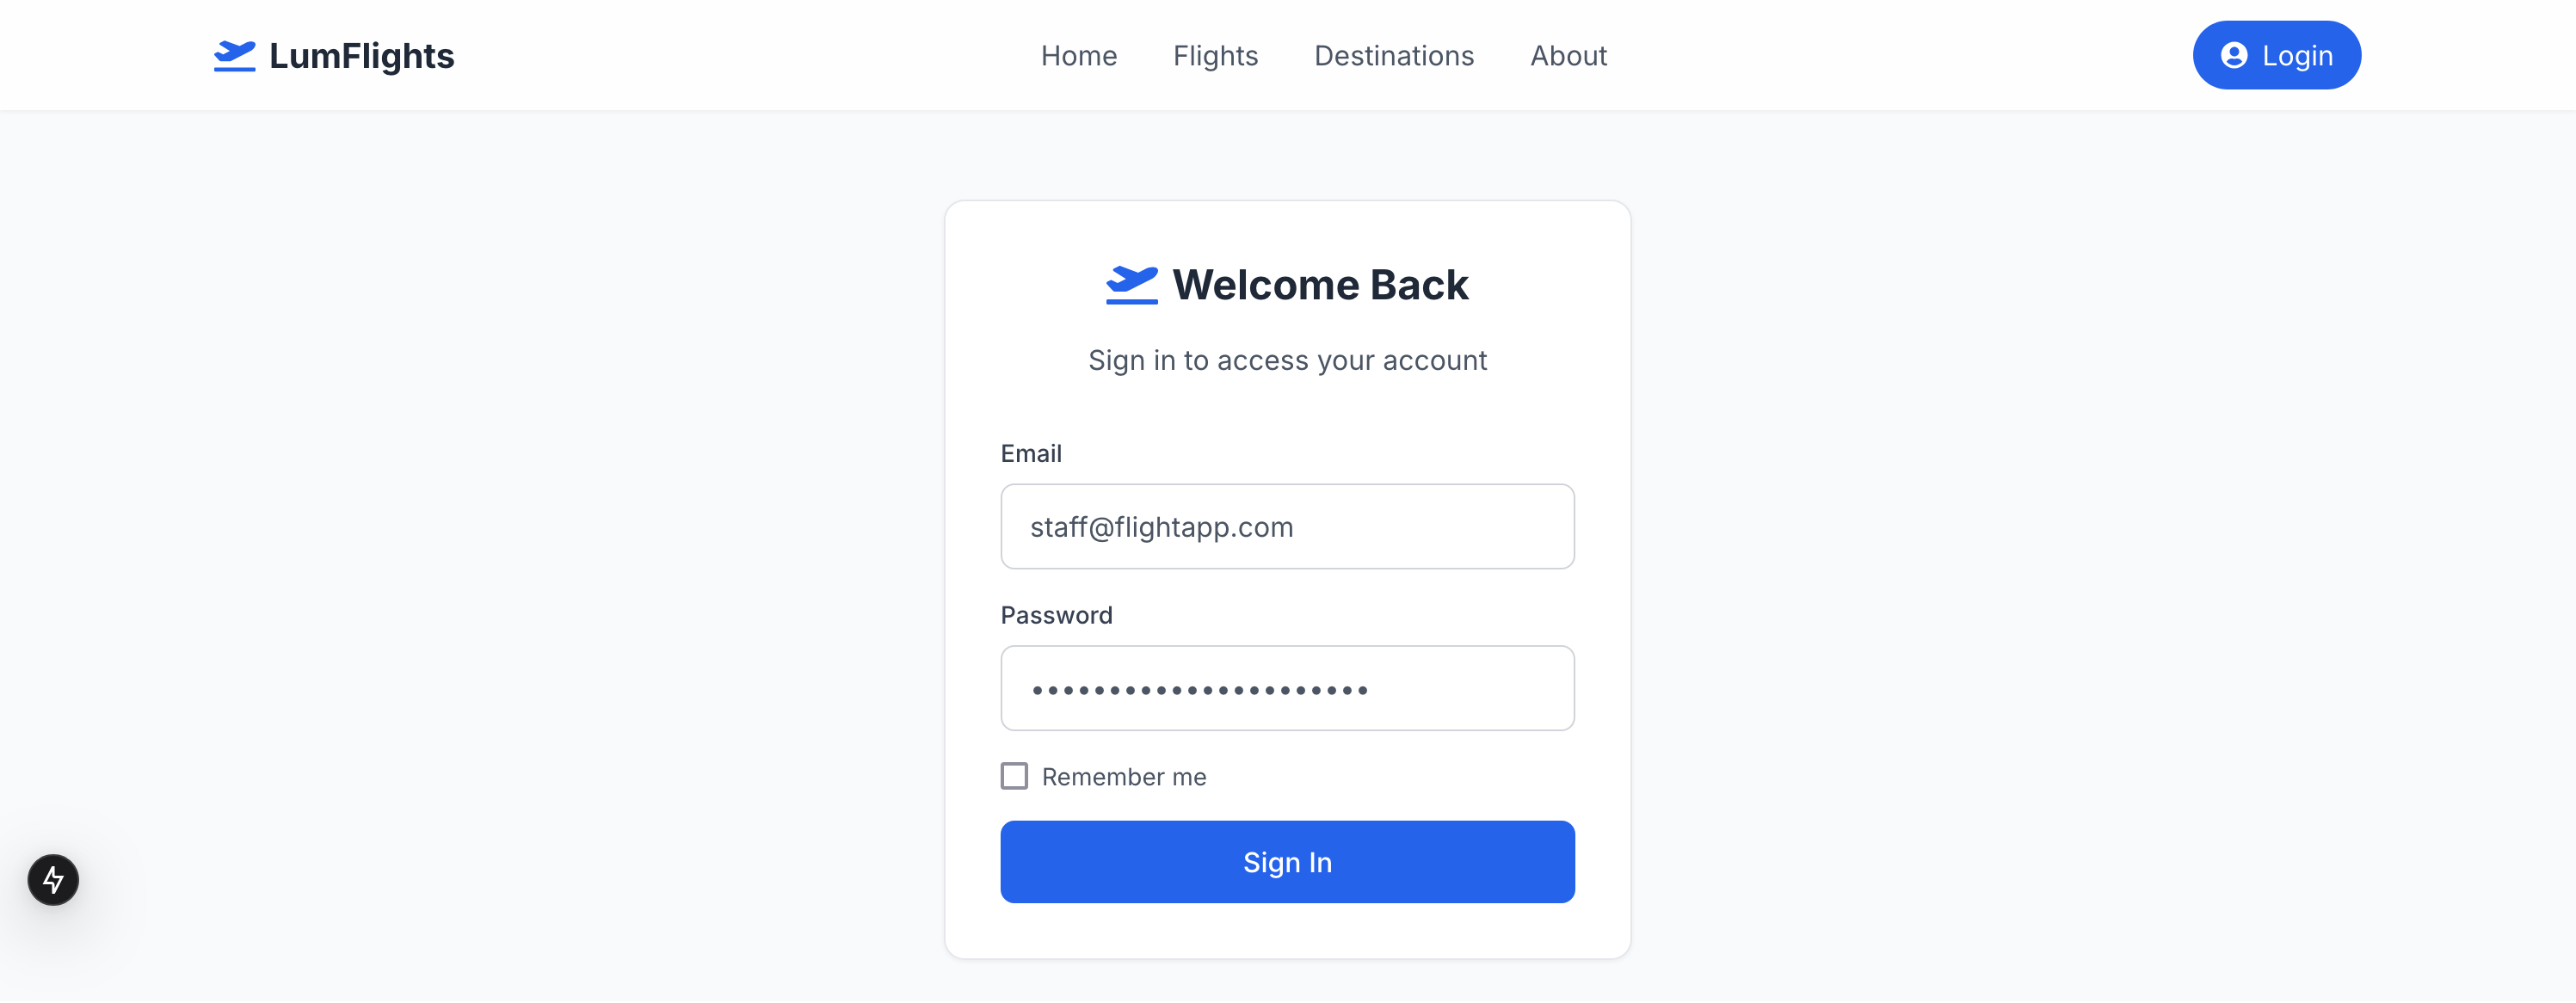 LumFlights
Home Flights Destinations About
Login
Welcome Back
Sign in to access your account
Email
staff@flightapp.com
Password
••••••••••••••••••••••
Remember me
Sign In